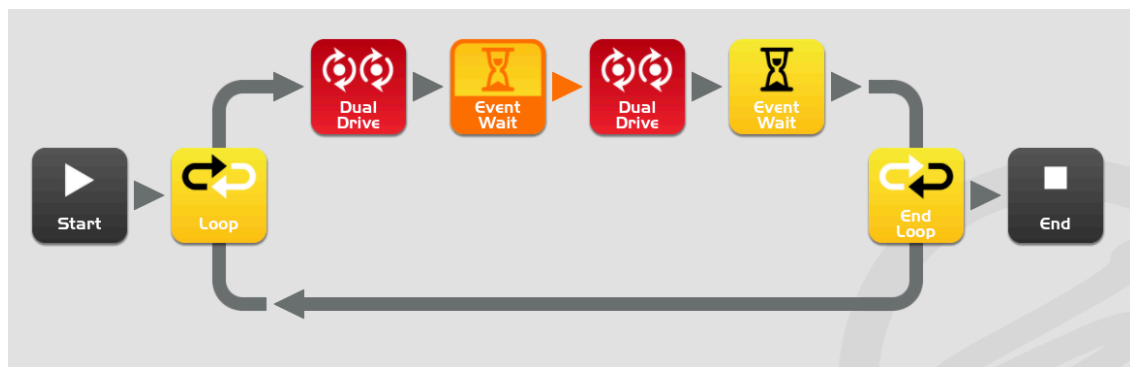 Dual
Drive
Event
Wait
Dual
Drive
Event
Wait
Start
Loop
End
Loop
End